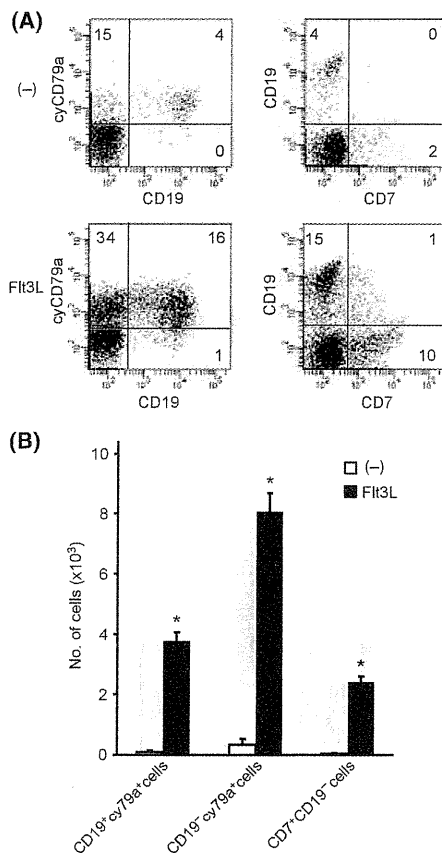 (A)
15 4
cyCD79a
0
CD19
4 0
CD19
2
CD7
(–)
34 16
cyCD79a
1
CD19
15 1
CD19
10
CD7
Flt3L
(B)
10
8
6
4
2
0
No. of cells (x10³)
(–)
Flt3L
*
*
*
CD19⁺cy79a⁺cells
CD19⁻cy79a⁺cells
CD7⁺CD19⁻ cells